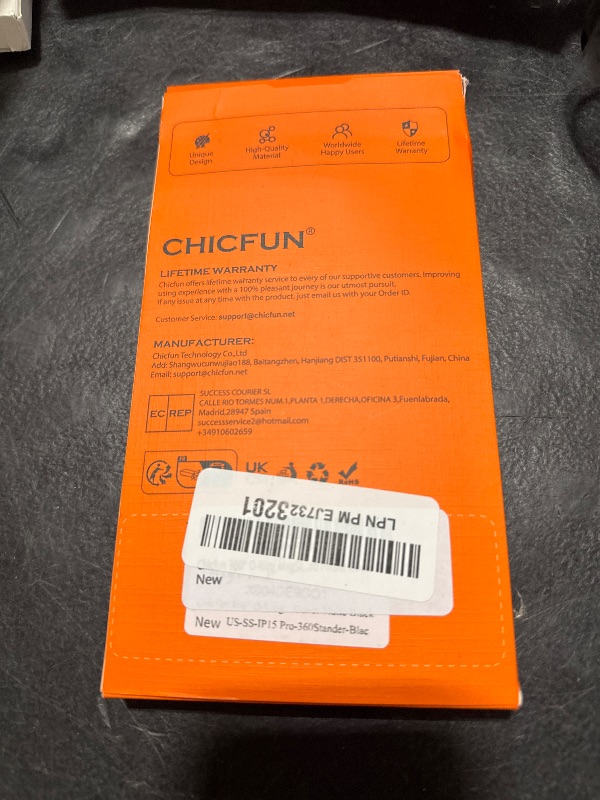 Unique
Design
High-Quality
Material
Worldwide
Happy Users
Lifetime
Warranty
CHICFUN®
LIFETIME WARRANTY
Chicfun offers lifetime warranty service to every of our supportive customers. Improving
using experience with a 100% pleasant journey is our utmost pursuit.
If any issue at any time with the product, just email us with your Order ID.
Customer Service: support@chicfun.net
MANUFACTURER:
Chicfun Technology Co.,Ltd
Add: Shangwucunwujiao188, Baitangzhen, Hanjiang DIST 351100, Putianshi, Fujian, China
Email: support@chicfun.net
EC REP
SUCCESS COURIER SL
CALLE RIO TORMES NUM.1,PLANTA 1,DERECHA,OFICINA 3,Fuenlabrada,
Madrid,28947 Spain
successservice2@hotmail.com
+34910602659
FR
UK
RoHS
LPN PM EJ7323201
New
New US-SS-IP15 Pro-360Stander-Blac